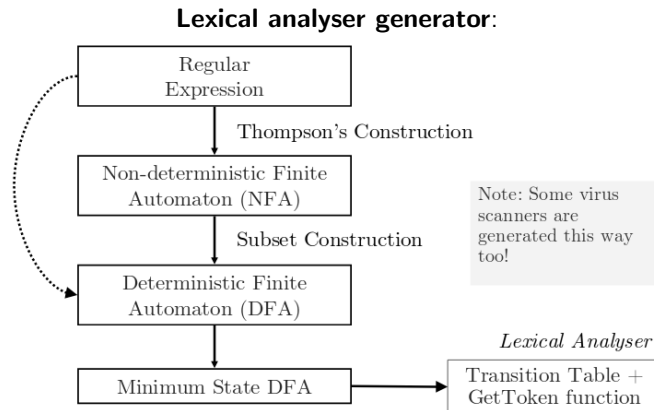 Lexical analyser generator:
Regular
Expression
Thompson's Construction
Non-deterministic Finite
Automaton (NFA)
Note: Some virus
scanners are
generated this way
too!
Subset Construction
Deterministic Finite
Automaton (DFA)
Lexical Analyser
Minimum State DFA
Transition Table +
GetToken function